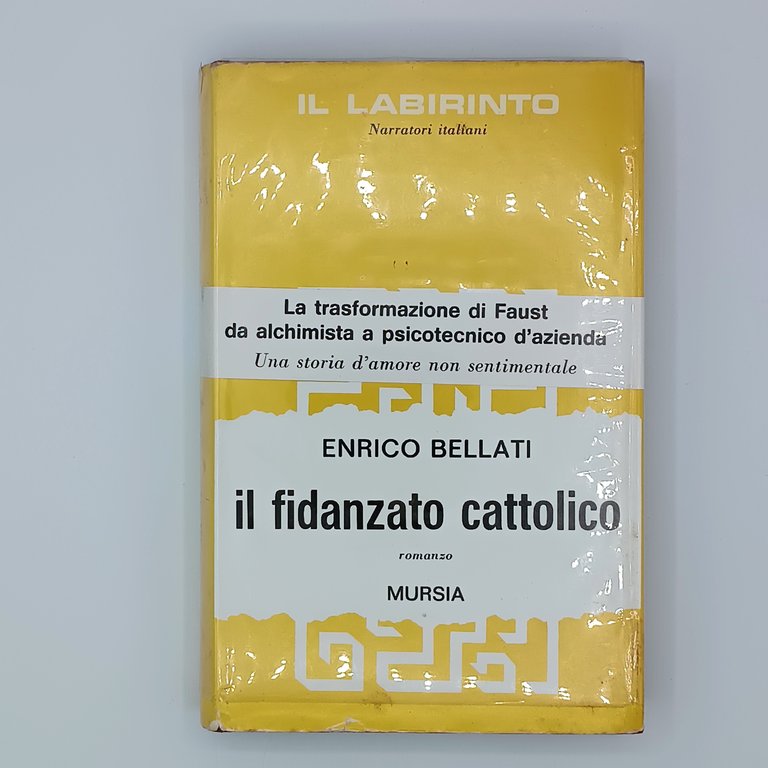 IL LABIRINTO
Narratori italiani
La trasformazione di Faust
da alchimista a psicotecnico d'azienda
Una storia d'amore non sentimentale
ENRICO BELLATI
il fidanzato cattolico
romanzo
MURSIA